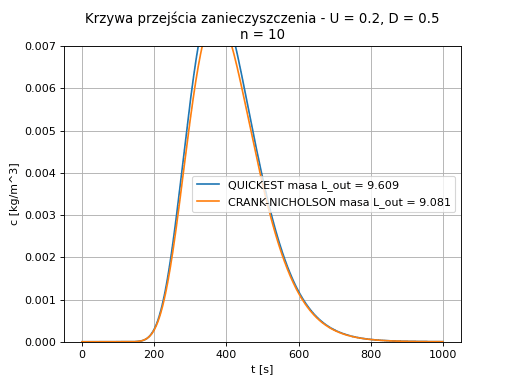 Krzywa przejścia zanieczyszczenia - U = 0.2, D = 0.5
n = 10
0.007
0.006
0.005
0.004
0.003
0.002
0.001
0.000
c [kg/m^3]
QUICKEST masa L_out = 9.609
CRANK-NICHOLSON masa L_out = 9.081
0 200 400 600 800 1000
t [s]